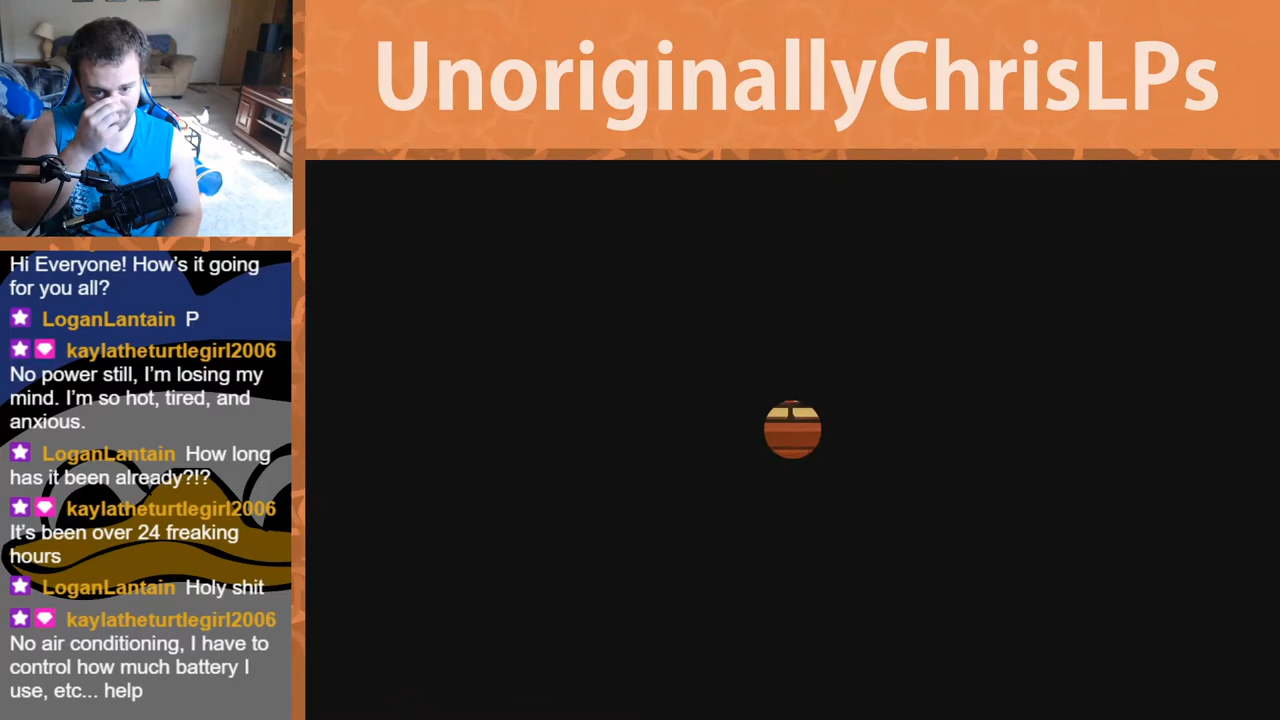 UnoriginallyChrisLPs
Hi Everyone! How's it going
for you all?
LoganLantain P
kaylatheturtlegirl2006
No power still, I'm losing my
mind. I'm so hot, tired, and
anxious.
LoganLantain How long
has it been already?!?
kaylatheturtlegirl2006
It's been over 24 freaking
hours
LoganLantain Holy shit
kaylatheturtlegirl2006
No air conditioning, I have to
control how much battery I
use, etc... help